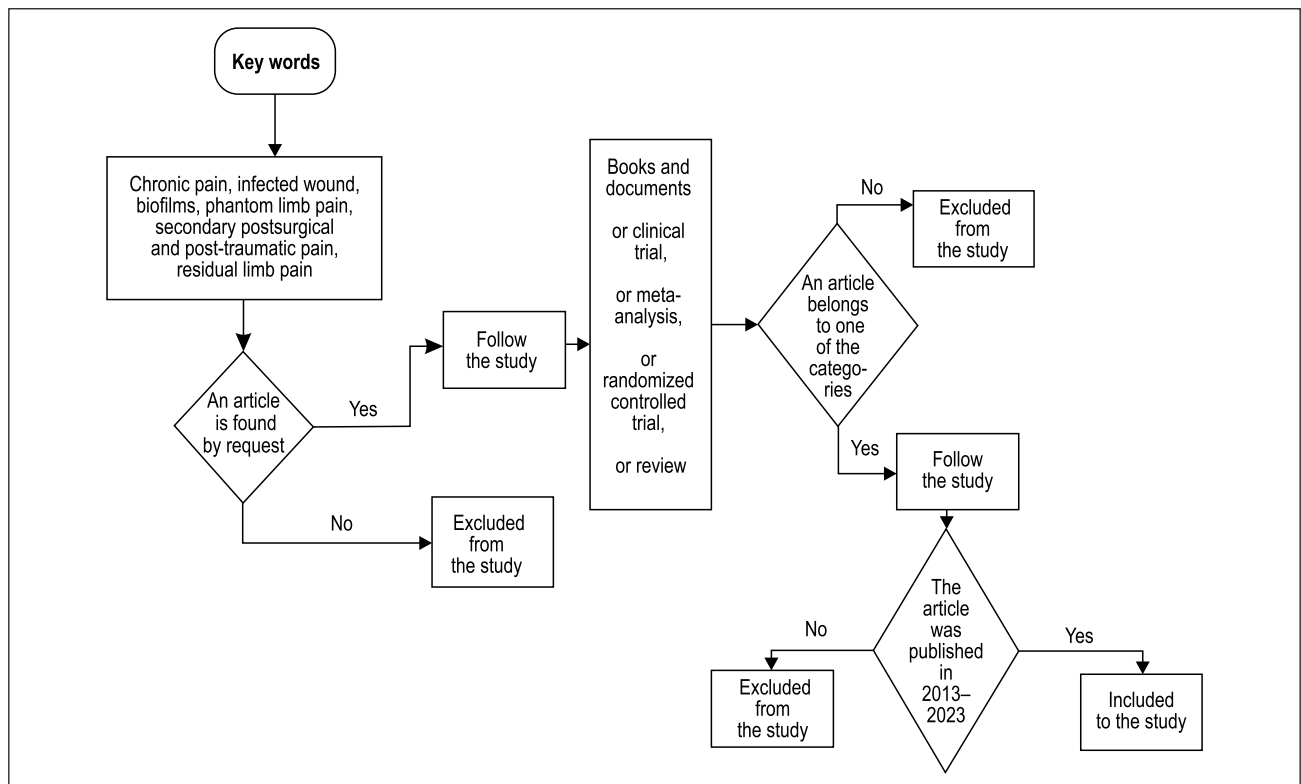 Key words
Chronic pain, infected wound,
biofilms, phantom limb pain,
secondary postsurgical
and post-traumatic pain,
residual limb pain
An article
is found
by request
Yes
Follow
the study
No
Excluded
from
the study
Books and
documents
or clinical
trial,
or meta-
analysis,
or
randomized
controlled
trial,
or review
An article
belongs
to one
of the
catego-
ries
No
Excluded
from
the study
Yes
Follow
the study
The
article
was
published
in
2013–
2023
No
Excluded
from
the study
Yes
Included
to the study